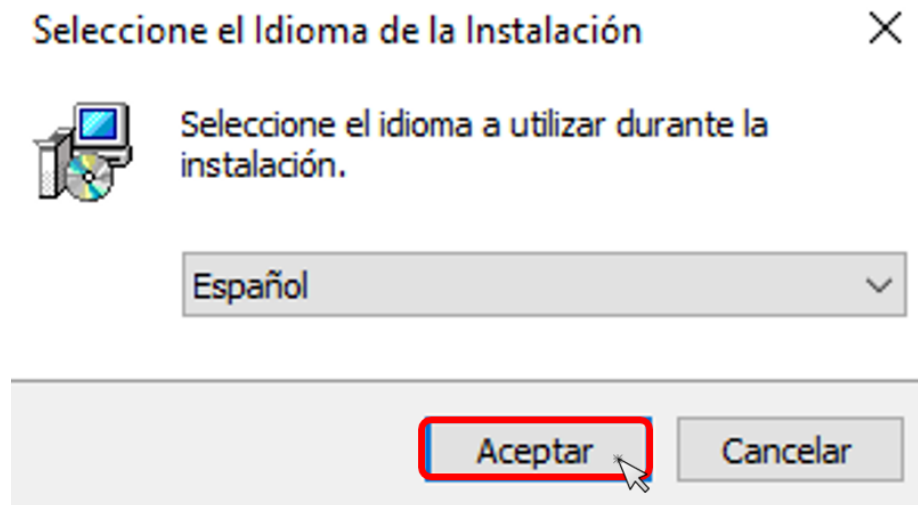 Seleccione el Idioma de la Instalación
Seleccione el idioma a utilizar durante la
instalación.
Español
Aceptar
Cancelar